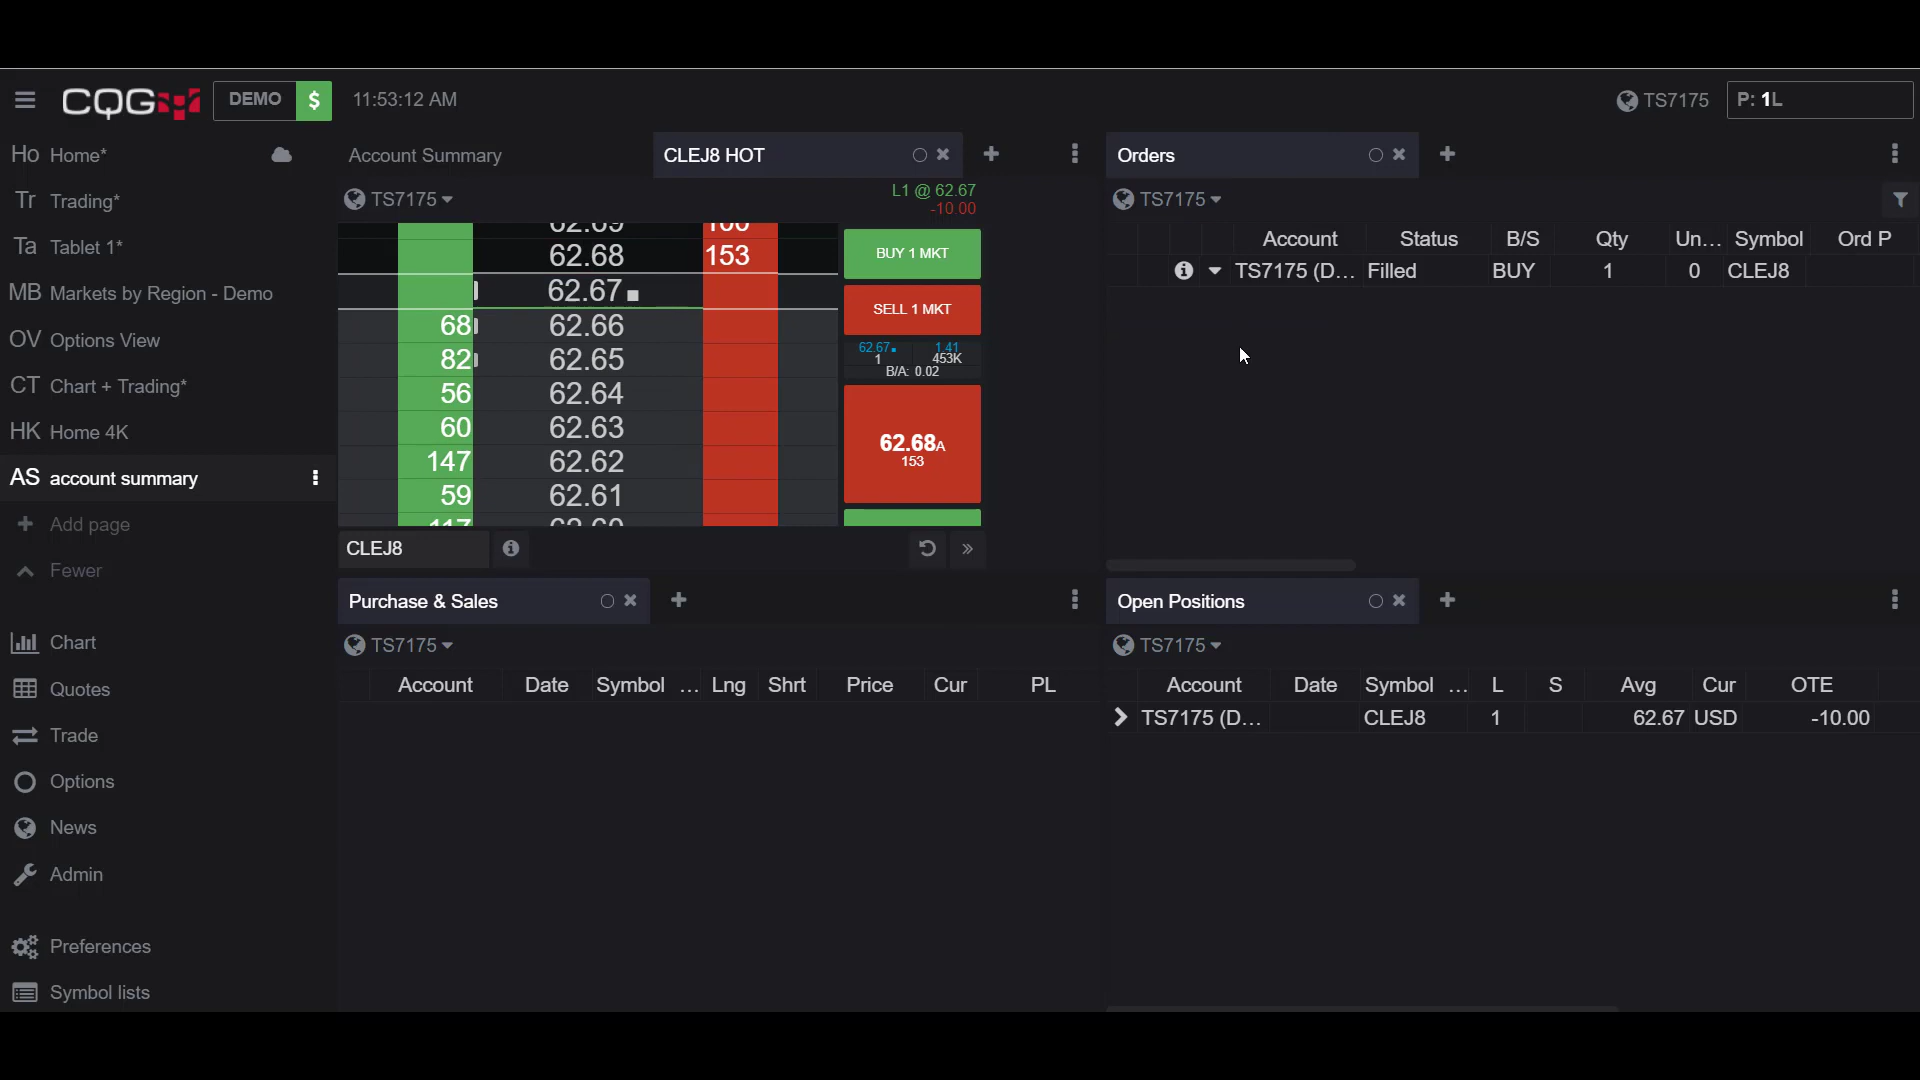 CQG DEMO $ 11:53:12 AM TS7175 P: 1L
Ho Home*
Tr Trading*
Ta Tablet 1*
MB Markets by Region - Demo
OV Options View
CT Chart + Trading*
HK Home 4K
AS account summary
+ Add page
Fewer
Chart
Quotes
Trade
Options
News
Admin
Preferences
Symbol lists
Account Summary CLEJ8 HOT
TS7175 L1 @ 62.67
-10.00
62.69 100
62.68 153
62.67
68 62.66
82 62.65
56 62.64
60 62.63
147 62.62
59 62.61
117 62.60
BUY 1 MKT
SELL 1 MKT
62.67 1.41
1 453K
B/A: 0.02
62.68A
153
CLEJ8
Orders
TS7175
Account Status B/S Qty Un... Symbol Ord P
TS7175 (D... Filled BUY 1 0 CLEJ8
Purchase & Sales
TS7175
Account Date Symbol ... Lng Shrt Price Cur PL
Open Positions
TS7175
Account Date Symbol ... L S Avg Cur OTE
TS7175 (D... CLEJ8 1 62.67 USD -10.00